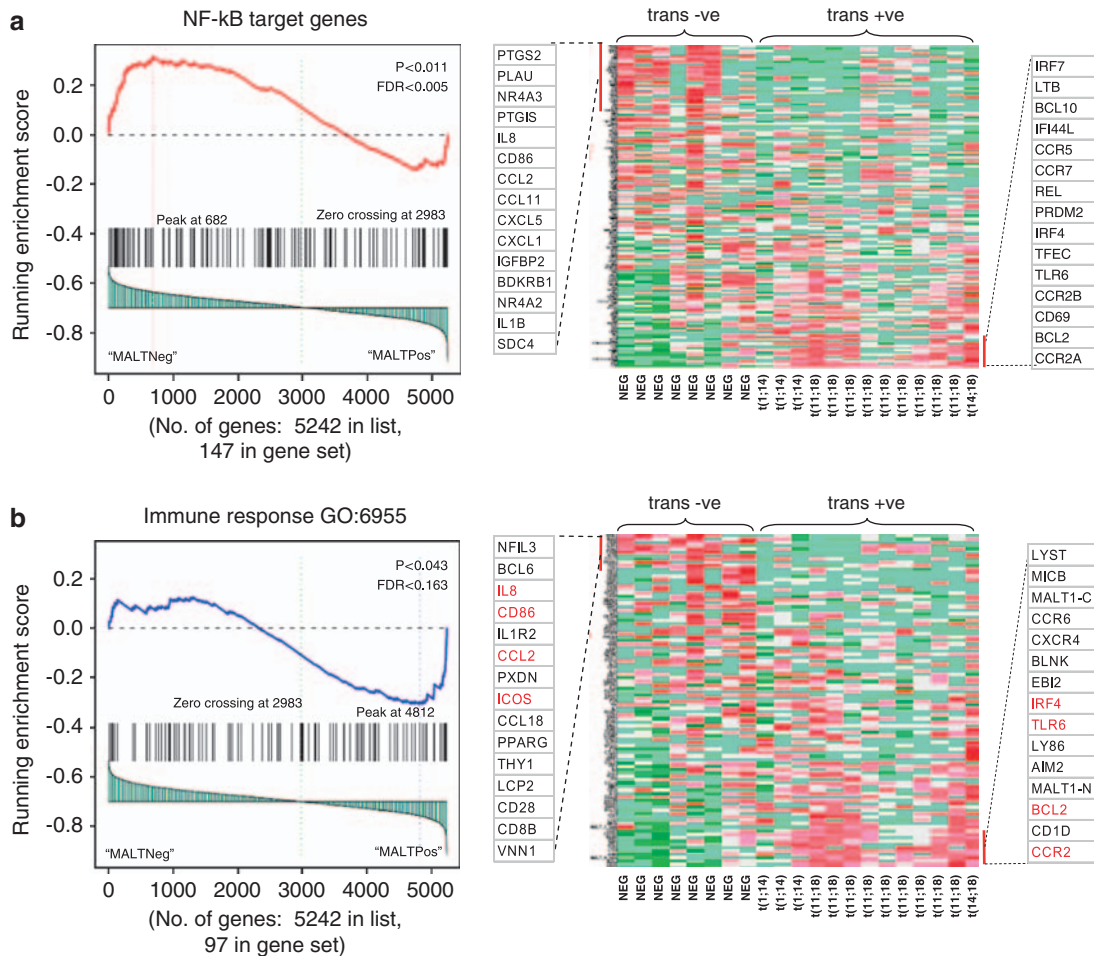 a
NF-kB target genes
Running enrichment score
0.2
0.0
-0.2
-0.4
-0.6
-0.8
P<0.011
FDR<0.005
Peak at 682
Zero crossing at 2983
"MALTNeg"
"MALTPos"
0 1000 2000 3000 4000 5000
(No. of genes: 5242 in list,
147 in gene set)
PTGS2
PLAU
NR4A3
PTGIS
IL8
CD86
CCL2
CCL11
CXCL5
CXCL1
IGFBP2
BDKRB1
NR4A2
IL1B
SDC4
trans -ve
trans +ve
NEG NEG NEG NEG NEG NEG NEG NEG t(1;14) t(1;14) t(1;14) t(11;18) t(11;18) t(11;18) t(11;18) t(11;18) t(11;18) t(11;18) t(11;18) t(11;18) t(14;18)
IRF7
LTB
BCL10
IFI44L
CCR5
CCR7
REL
PRDM2
IRF4
TFEC
TLR6
CCR2B
CD69
BCL2
CCR2A
b
Immune response GO:6955
Running enrichment score
0.2
0.0
-0.2
-0.4
-0.6
-0.8
P<0.043
FDR<0.163
Zero crossing at 2983
Peak at 4812
"MALTNeg"
"MALTPos"
0 1000 2000 3000 4000 5000
(No. of genes: 5242 in list,
97 in gene set)
NFIL3
BCL6
IL8
CD86
IL1R2
CCL2
PXDN
ICOS
CCL18
PPARG
THY1
LCP2
CD28
CD8B
VNN1
trans -ve
trans +ve
NEG NEG NEG NEG NEG NEG NEG NEG t(1;14) t(1;14) t(1;14) t(11;18) t(11;18) t(11;18) t(11;18) t(11;18) t(11;18) t(11;18) t(11;18) t(11;18) t(14;18)
LYST
MICB
MALT1-C
CCR6
CXCR4
BLNK
EBI2
IRF4
TLR6
LY86
AIM2
MALT1-N
BCL2
CD1D
CCR2